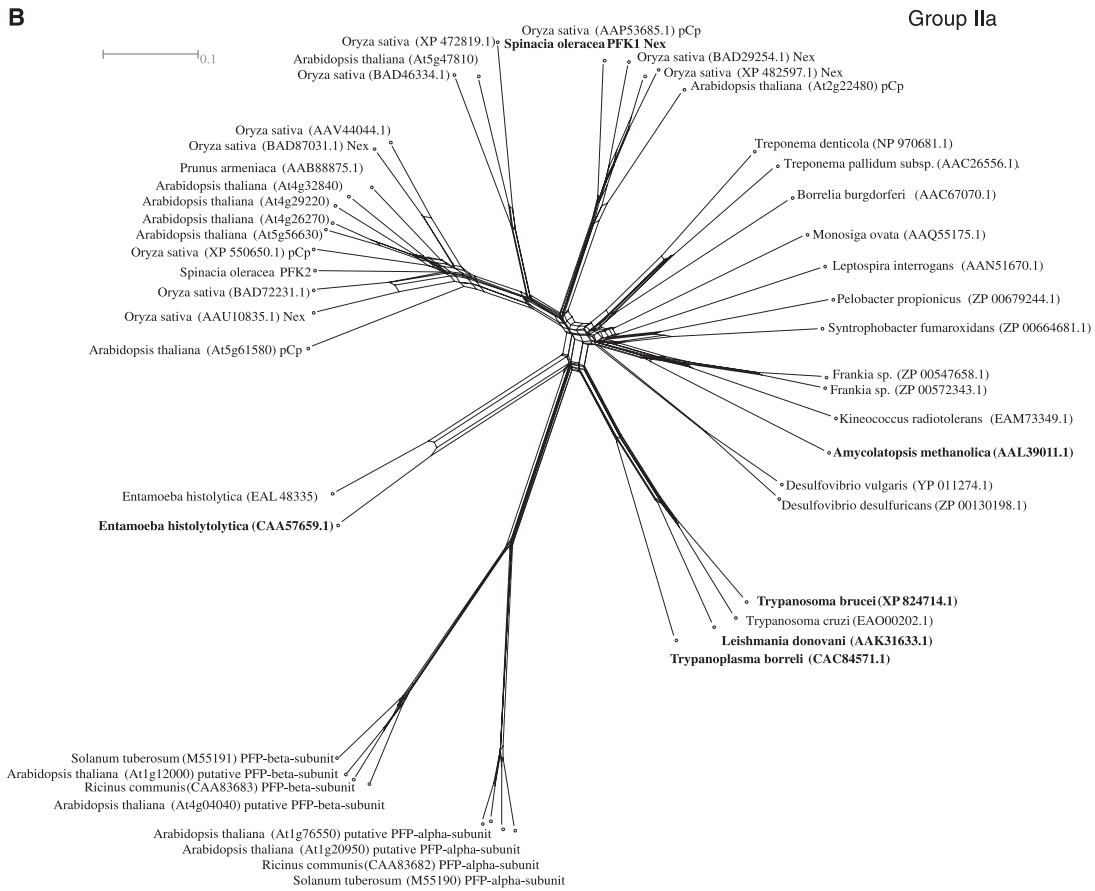 B
Group IIa
0.1
Oryza sativa (AAP53685.1) pCp
Oryza sativa (XP 472819.1)
Spinacia oleracea PFK1 Nex
Arabidopsis thaliana (At5g47810)
Oryza sativa (BAD29254.1) Nex
Oryza sativa (BAD46334.1)
Oryza sativa (XP 482597.1) Nex
Arabidopsis thaliana (At2g22480) pCp
Oryza sativa (AAV44044.1)
Oryza sativa (BAD87031.1) Nex
Prunus armeniaca (AAB88875.1)
Arabidopsis thaliana (At4g32840)
Arabidopsis thaliana (At4g29220)
Arabidopsis thaliana (At4g26270)
Arabidopsis thaliana (At5g56630)
Oryza sativa (XP 550650.1) pCp
Spinacia oleracea PFK2
Oryza sativa (BAD72231.1)
Oryza sativa (AAU10835.1) Nex
Arabidopsis thaliana (At5g61580) pCp
Treponema denticola (NP 970681.1)
Treponema pallidum subsp. (AAC26556.1).
Borrelia burgdorferi (AAC67070.1)
Monosiga ovata (AAQ55175.1)
Leptospira interrogans (AAN51670.1)
Pelobacter propionicus (ZP 00679244.1)
Syntrophobacter fumaroxidans (ZP 00664681.1)
Frankia sp. (ZP 00547658.1)
Frankia sp. (ZP 00572343.1)
Kineococcus radiotolerans (EAM73349.1)
Amycolatopsis methanolica (AAL39011.1)
Desulfovibrio vulgaris (YP 011274.1)
Desulfovibrio desulfuricans (ZP 00130198.1)
Entamoeba histolytica (EAL 48335)
Entamoeba histolytolytica (CAA57659.1)
Trypanosoma brucei (XP 824714.1)
Trypanosoma cruzi (EAO00202.1)
Leishmania donovani (AAK31633.1)
Trypanoplasma borreli (CAC84571.1)
Solanum tuberosum (M55191) PFP-beta-subunit
Arabidopsis thaliana (At1g12000) putative PFP-beta-subunit
Ricinus communis (CAA83683) PFP-beta-subunit
Arabidopsis thaliana (At4g04040) putative PFP-beta-subunit
Arabidopsis thaliana (At1g76550) putative PFP-alpha-subunit
Arabidopsis thaliana (At1g20950) putative PFP-alpha-subunit
Ricinus communis (CAA83682) PFP-alpha-subunit
Solanum tuberosum (M55190) PFP-alpha-subunit